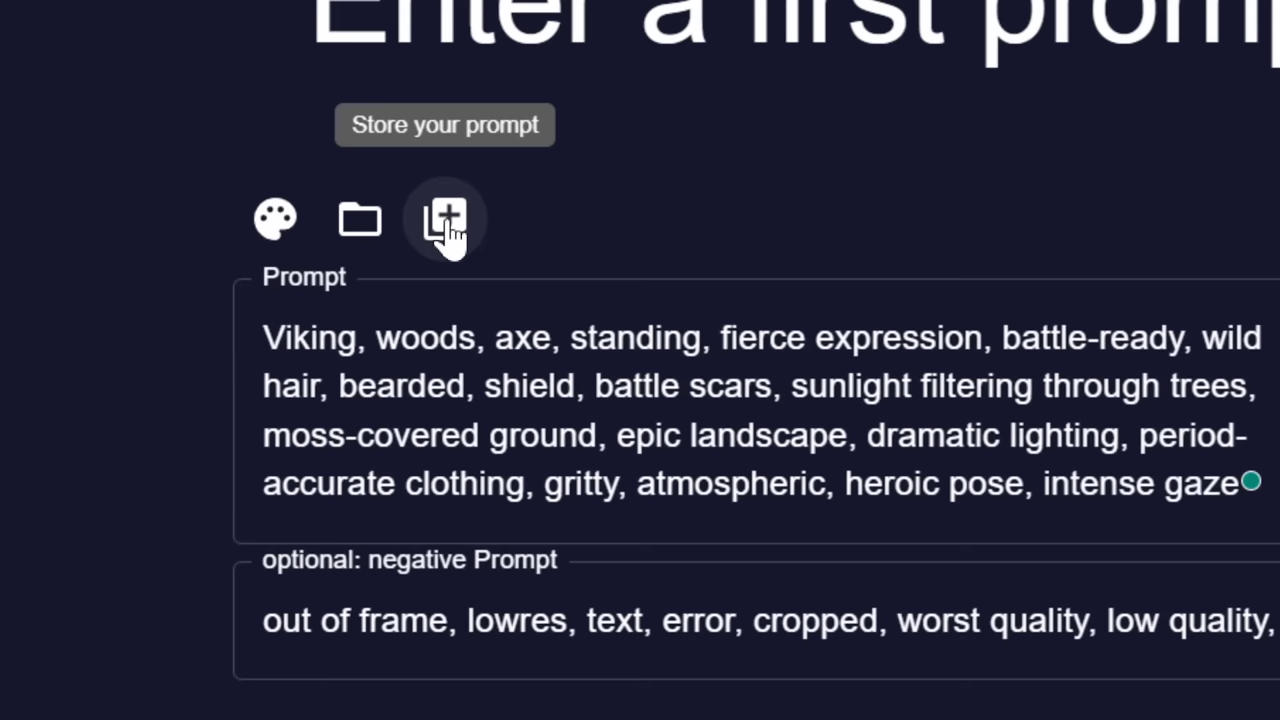 Enter a first
Store your prompt
Prompt
Viking, woods, axe, standing, fierce expression, battle-ready, wild
hair, bearded, shield, battle scars, sunlight filtering through trees,
moss-covered ground, epic landscape, dramatic lighting, period-
accurate clothing, gritty, atmospheric, heroic pose, intense gaze
optional: negative Prompt
out of frame, lowres, text, error, cropped, worst quality, low quality,